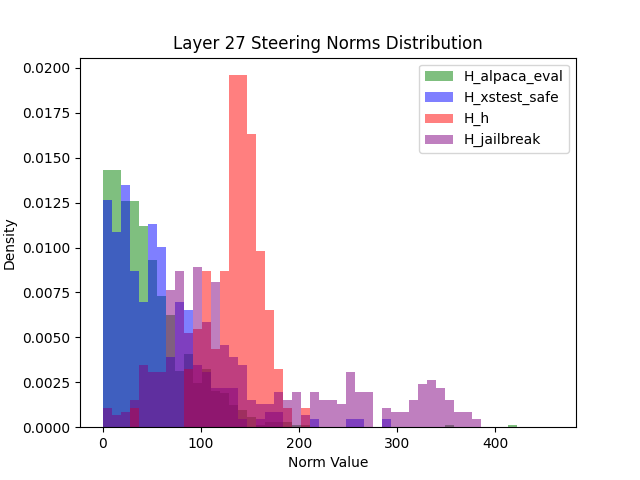 Layer 27 Steering Norms Distribution
H_alpaca_eval
H_xstest_safe
H_h
H_jailbreak
Density
0.0200
0.0175
0.0150
0.0125
0.0100
0.0075
0.0050
0.0025
0.0000
0 100 200 300 400
Norm Value